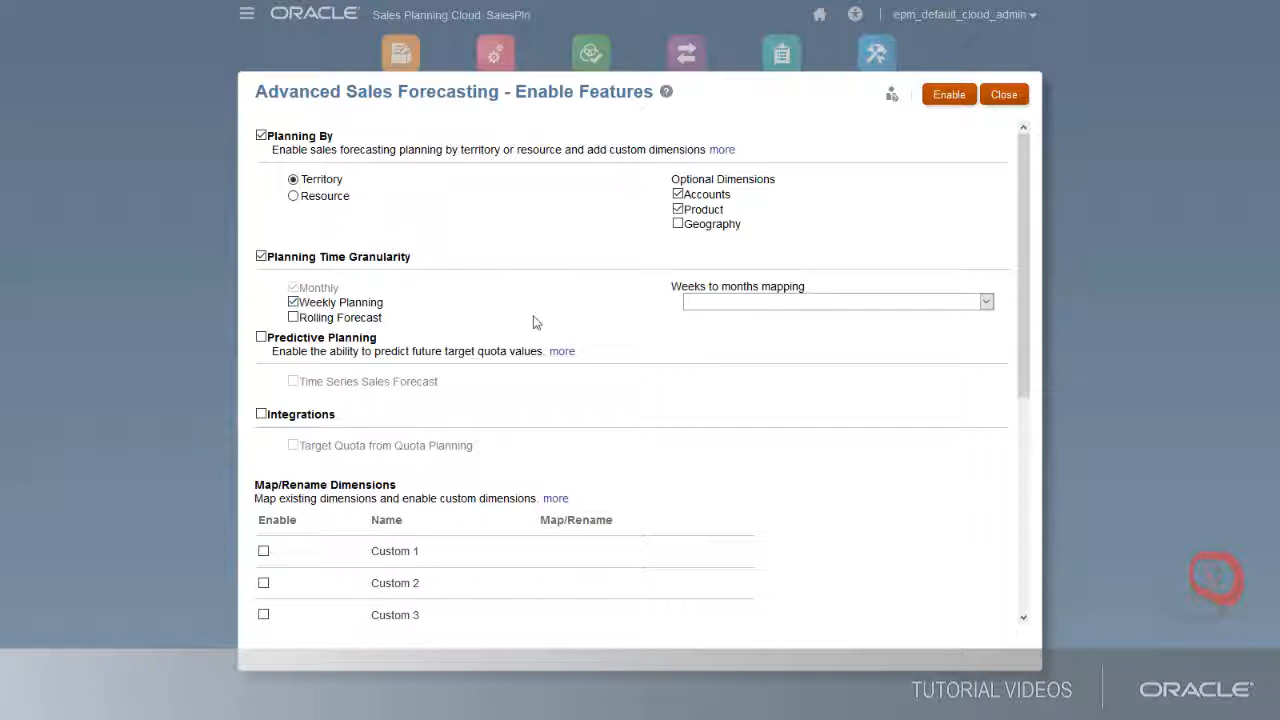 ORACLE Sales Planning Cloud: SalesPln epm_default_cloud_admin
Advanced Sales Forecasting - Enable Features
Enable Close
Planning By
Enable sales forecasting planning by territory or resource and add custom dimensions more
Territory
Resource
Optional Dimensions
Accounts
Product
Geography
Planning Time Granularity
Monthly
Weekly Planning
Rolling Forecast
Weeks to months mapping
Predictive Planning
Enable the ability to predict future target quota values. more
Time Series Sales Forecast
Integrations
Target Quota from Quota Planning
Map/Rename Dimensions
Map existing dimensions and enable custom dimensions. more
Enable Name Map/Rename
Custom 1
Custom 2
Custom 3
TUTORIAL VIDEOS ORACLE